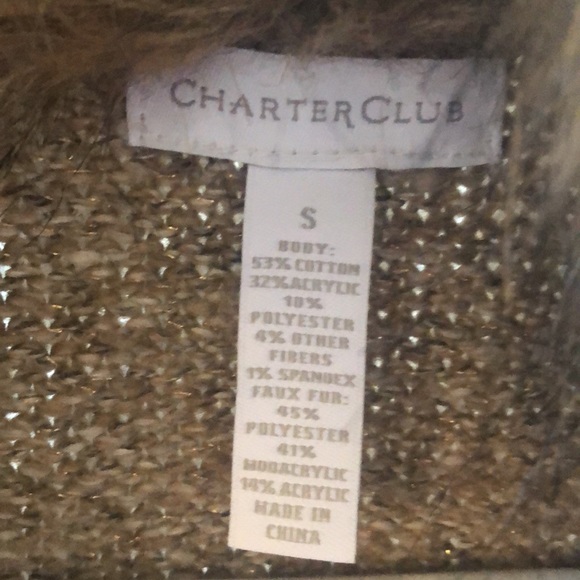 CHARTER CLUB
S
BODY:
53% COTTON
32% ACRYLIC
10%
POLYESTER
4% OTHER
FIBERS
1% SPANDEX
FAUX FUR:
45%
POLYESTER
41%
MODACRYLIC
14% ACRYLIC
MADE IN
CHINA